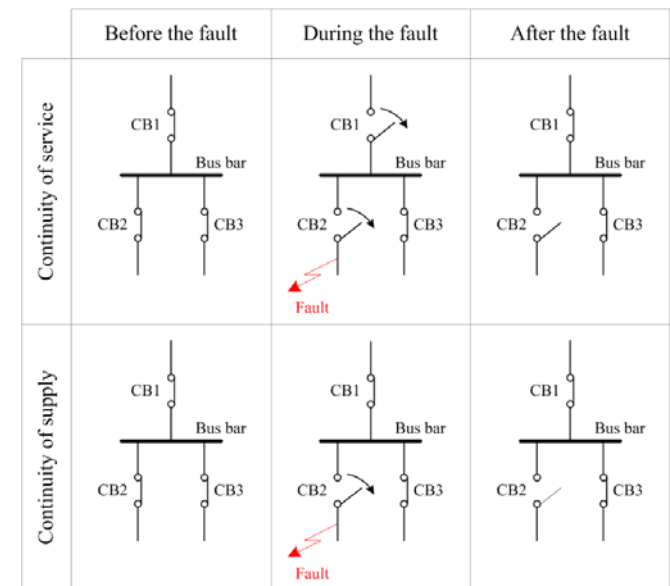 Before the fault
During the fault
After the fault
Continuity of service
CB1
Bus bar
CB2
CB3
CB1
Bus bar
CB2
CB3
Fault
CB1
Bus bar
CB2
CB3
Continuity of supply
CB1
Bus bar
CB2
CB3
CB1
Bus bar
CB2
CB3
Fault
CB1
Bus bar
CB2
CB3